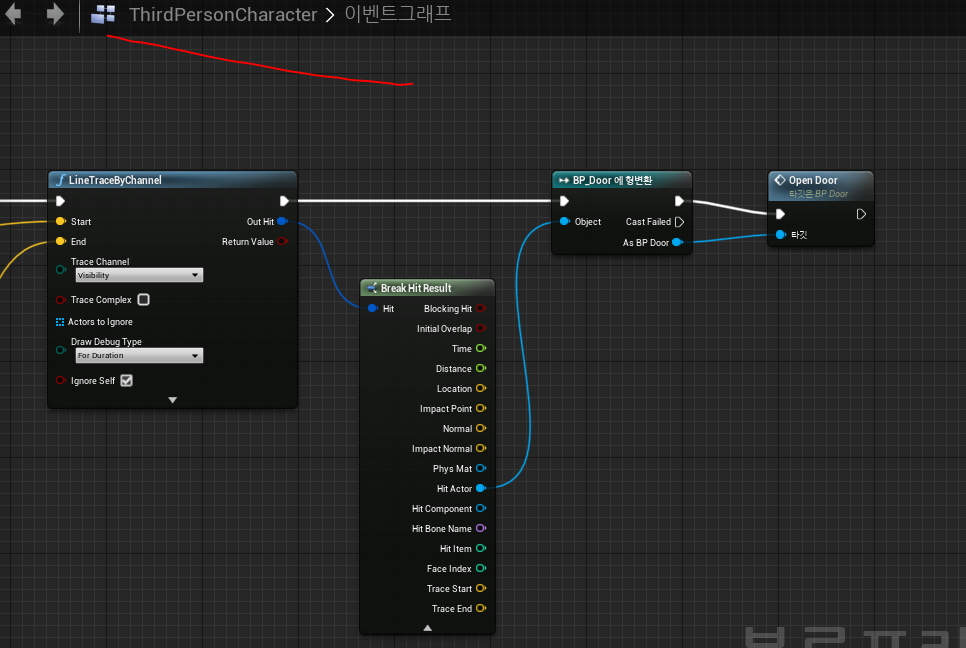 ThirdPersonCharacter > 이벤트그래프
LineTraceByChannel
Start
Out Hit
End
Return Value
Trace Channel
Visibility
Trace Complex
Actors to Ignore
Draw Debug Type
For Duration
Ignore Self
Break Hit Result
Hit
Blocking Hit
Initial Overlap
Time
Distance
Location
Impact Point
Normal
Impact Normal
Phys Mat
Hit Actor
Hit Component
Hit Bone Name
Hit Item
Face Index
Trace Start
Trace End
BP_Door 에 형변환
Object
Cast Failed
As BP Door
Open Door
타깃은 BP Door
타깃